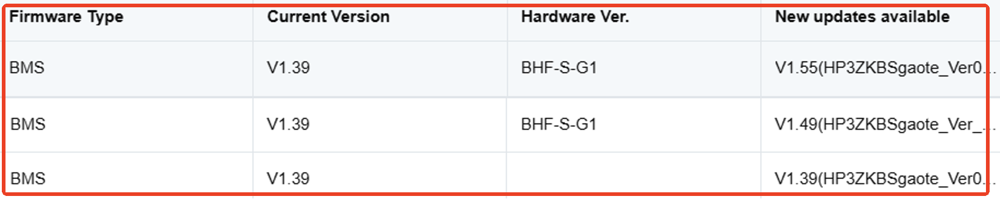 Firmware Type Current Version Hardware Ver. New updates available
BMS V1.39 BHF-S-G1 V1.55(HP3ZKBSgaote_Ver0...
BMS V1.39 BHF-S-G1 V1.49(HP3ZKBSgaote_Ver_...
BMS V1.39 V1.39(HP3ZKBSgaote_Ver0...